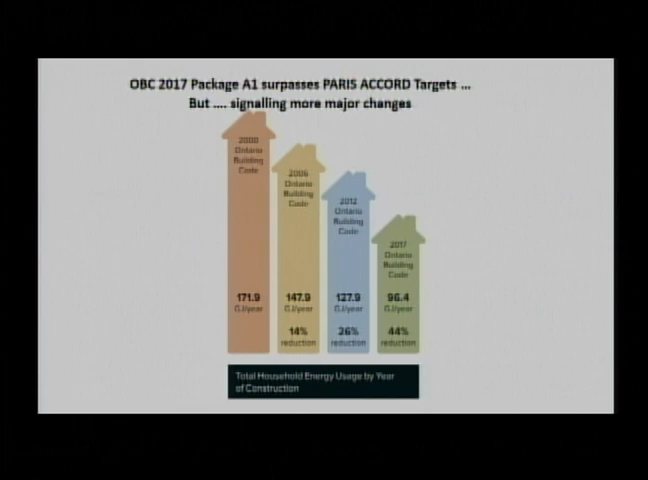 OBC 2017 Package A1 surpasses PARIS ACCORD Targets ...
But .... signalling more major changes
2000
Ontario
Building
Code
171.9
GJ/year
2006
Ontario
Building
Code
147.9
GJ/year
14%
reduction
2012
Ontario
Building
Code
127.9
GJ/year
26%
reduction
2017
Ontario
Building
Code
96.4
GJ/year
44%
reduction
Total Household Energy Usage by Year
of Construction